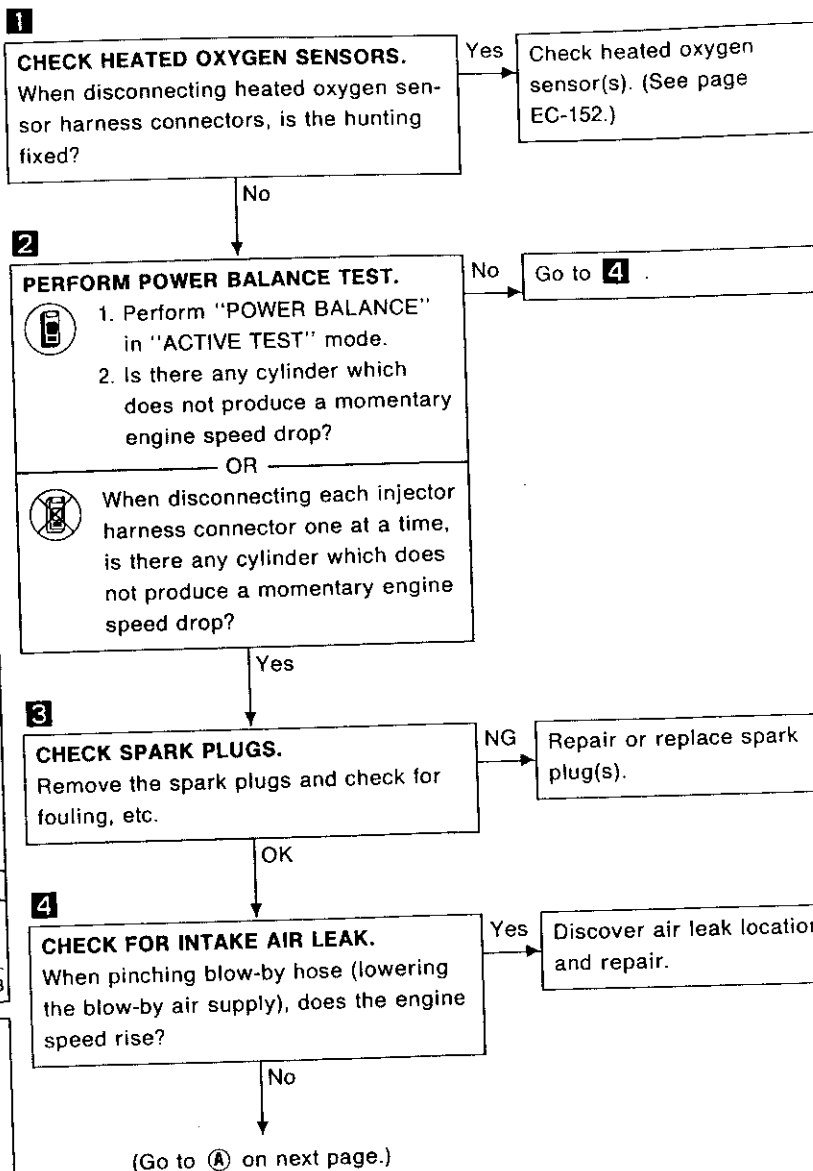 1
CHECK HEATED OXYGEN SENSORS.
When disconnecting heated oxygen sen-
sor harness connectors, is the hunting
fixed?
Yes
Check heated oxygen
sensor(s). (See page
EC-152.)
No
2
PERFORM POWER BALANCE TEST.
1. Perform "POWER BALANCE"
in "ACTIVE TEST" mode.
2. Is there any cylinder which
does not produce a momentary
engine speed drop?
OR
When disconnecting each injector
harness connector one at a time,
is there any cylinder which does
not produce a momentary engine
speed drop?
No
Go to 4 .
Yes
3
CHECK SPARK PLUGS.
Remove the spark plugs and check for
fouling, etc.
NG
Repair or replace spark
plug(s).
OK
4
CHECK FOR INTAKE AIR LEAK.
When pinching blow-by hose (lowering
the blow-by air supply), does the engine
speed rise?
Yes
Discover air leak location
and repair.
No
(Go to Ⓐ on next page.)